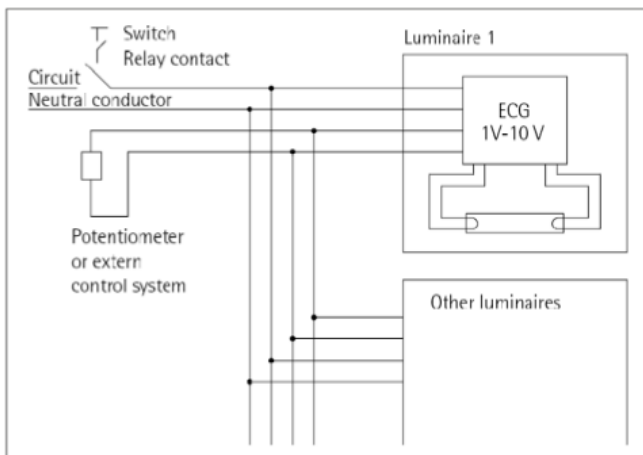 Switch
Relay contact
Circuit
Neutral conductor
Luminaire 1
ECG
1V-10 V
Potentiometer
or extern
control system
Other luminaires